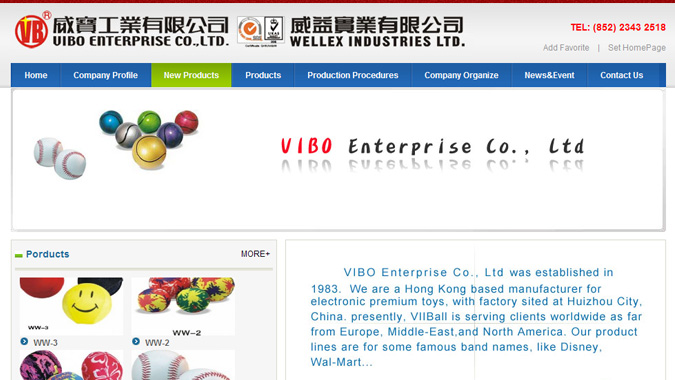 VB ® 威寶工業有限公司 威益實業有限公司
VIBO ENTERPRISE CO.,LTD. WELLEX INDUSTRIES LTD.
TEL: (852) 2343 2518
Add Favorite | Set HomePage
Home Company Profile New Products Products Production Procedures Company Organize News&Event Contact Us
VIBO Enterprise Co., Ltd
Porducts MORE+
WW-3 WW-2
WW-3 WW-2
VIBO Enterprise Co., Ltd was established in
1983. We are a Hong Kong based manufacturer for
electronic premium toys, with factory sited at Huizhou City,
China. presently, VIIBall is serving clients worldwide as far
from Europe, Middle-East,and North America. Our product
lines are for some famous band names, like Disney,
Wal-Mart...